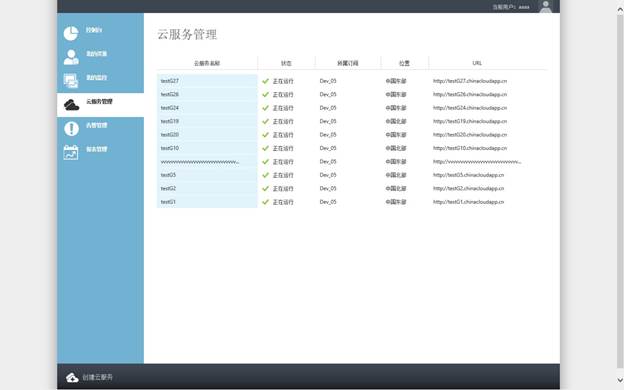 当前用户: aaaa
控制台
我的资源
我的监控
云服务管理
告警管理
报表管理
云服务管理
云服务名称 状态 所属订阅 位置 URL
testG27 正在运行 Dev_05 中国东部 http://testG27.chinacloudapp.cn
testG26 正在运行 Dev_05 中国东部 http://testG26.chinacloudapp.cn
testG24 正在运行 Dev_05 中国东部 http://testG24.chinacloudapp.cn
testG19 正在运行 Dev_05 中国北部 http://testG19.chinacloudapp.cn
testG20 正在运行 Dev_05 中国东部 http://testG20.chinacloudapp.cn
testG10 正在运行 Dev_05 中国北部 http://testG10.chinacloudapp.cn
正在运行 Dev_05 中国东部
testG5 正在运行 Dev_05 中国北部 http://testG5.chinacloudapp.cn
testG2 正在运行 Dev_05 中国北部 http://testG2.chinacloudapp.cn
testG1 正在运行 Dev_05 中国东部 http://testG1.chinacloudapp.cn
创建云服务